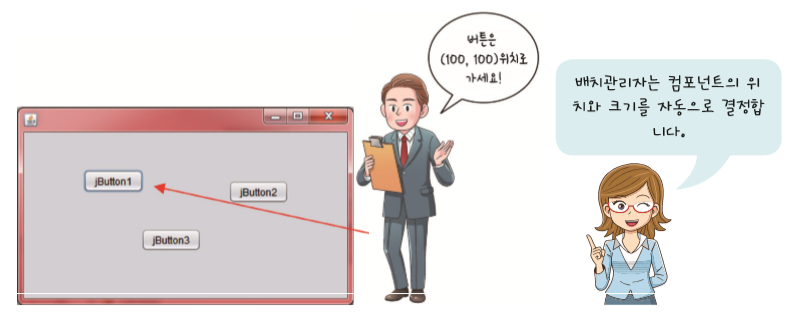 버튼은
(100, 100)위치로
가세요!
배치관리자는 컴포넌트의 위
치와 크기를 자동으로 결정합
니다.
jButton1
jButton2
jButton3